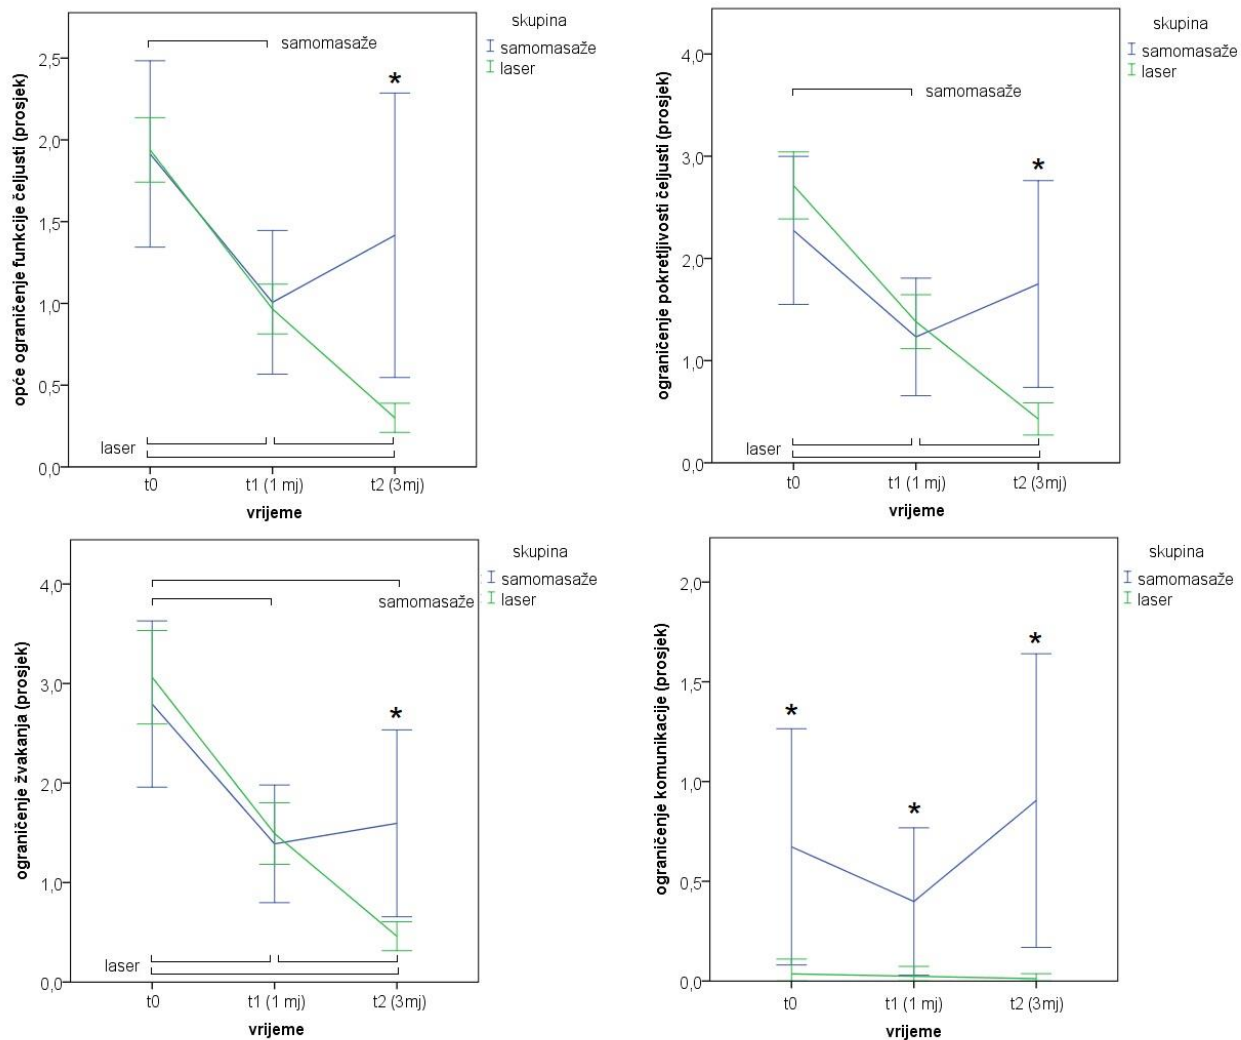 skupina
samomasaže
laser
opće ograničenje funkcije čeljusti (prosjek)
2,5
2,0
1,5
1,0
0,5
0,0
samomasaže
*
laser
t0
t1 (1 mj)
t2 (3mj)
vrijeme
skupina
samomasaže
laser
ograničenje pokretljivosti čeljusti (prosjek)
4,0
3,0
2,0
1,0
0,0
samomasaže
*
laser
t0
t1 (1 mj)
t2 (3mj)
vrijeme
skupina
samomasaže
laser
ograničenje žvakanja (prosjek)
4,0
3,0
2,0
1,0
0,0
samomasaže
*
laser
t0
t1 (1 mj)
t2 (3mj)
vrijeme
skupina
samomasaže
laser
ograničenje komunikacije (prosjek)
2,0
1,5
1,0
0,5
0,0
*
*
*
t0
t1 (1 mj)
t2 (3mj)
vrijeme